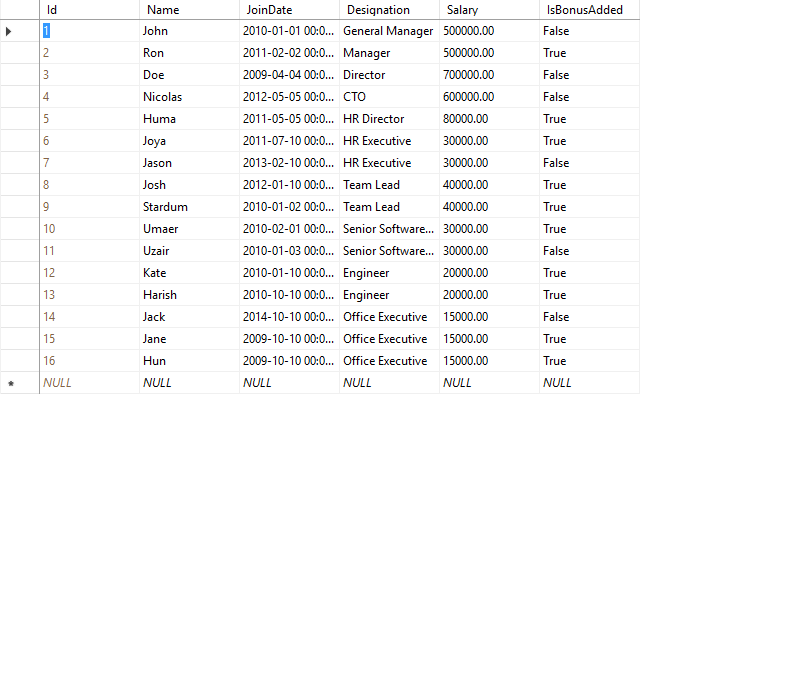 Id Name JoinDate Designation Salary IsBonusAdded
1 John 2010-01-01 00:0... General Manager 500000.00 False
2 Ron 2011-02-02 00:0... Manager 500000.00 True
3 Doe 2009-04-04 00:0... Director 700000.00 False
4 Nicolas 2012-05-05 00:0... CTO 600000.00 False
5 Huma 2011-05-05 00:0... HR Director 80000.00 True
6 Joya 2011-07-10 00:0... HR Executive 30000.00 True
7 Jason 2013-02-10 00:0... HR Executive 30000.00 False
8 Josh 2012-01-10 00:0... Team Lead 40000.00 True
9 Stardum 2010-01-02 00:0... Team Lead 40000.00 True
10 Umaer 2010-02-01 00:0... Senior Software... 30000.00 True
11 Uzair 2010-01-03 00:0... Senior Software... 30000.00 False
12 Kate 2010-01-10 00:0... Engineer 20000.00 True
13 Harish 2010-10-10 00:0... Engineer 20000.00 True
14 Jack 2014-10-10 00:0... Office Executive 15000.00 False
15 Jane 2009-10-10 00:0... Office Executive 15000.00 True
16 Hun 2009-10-10 00:0... Office Executive 15000.00 True
NULL NULL NULL NULL NULL NULL